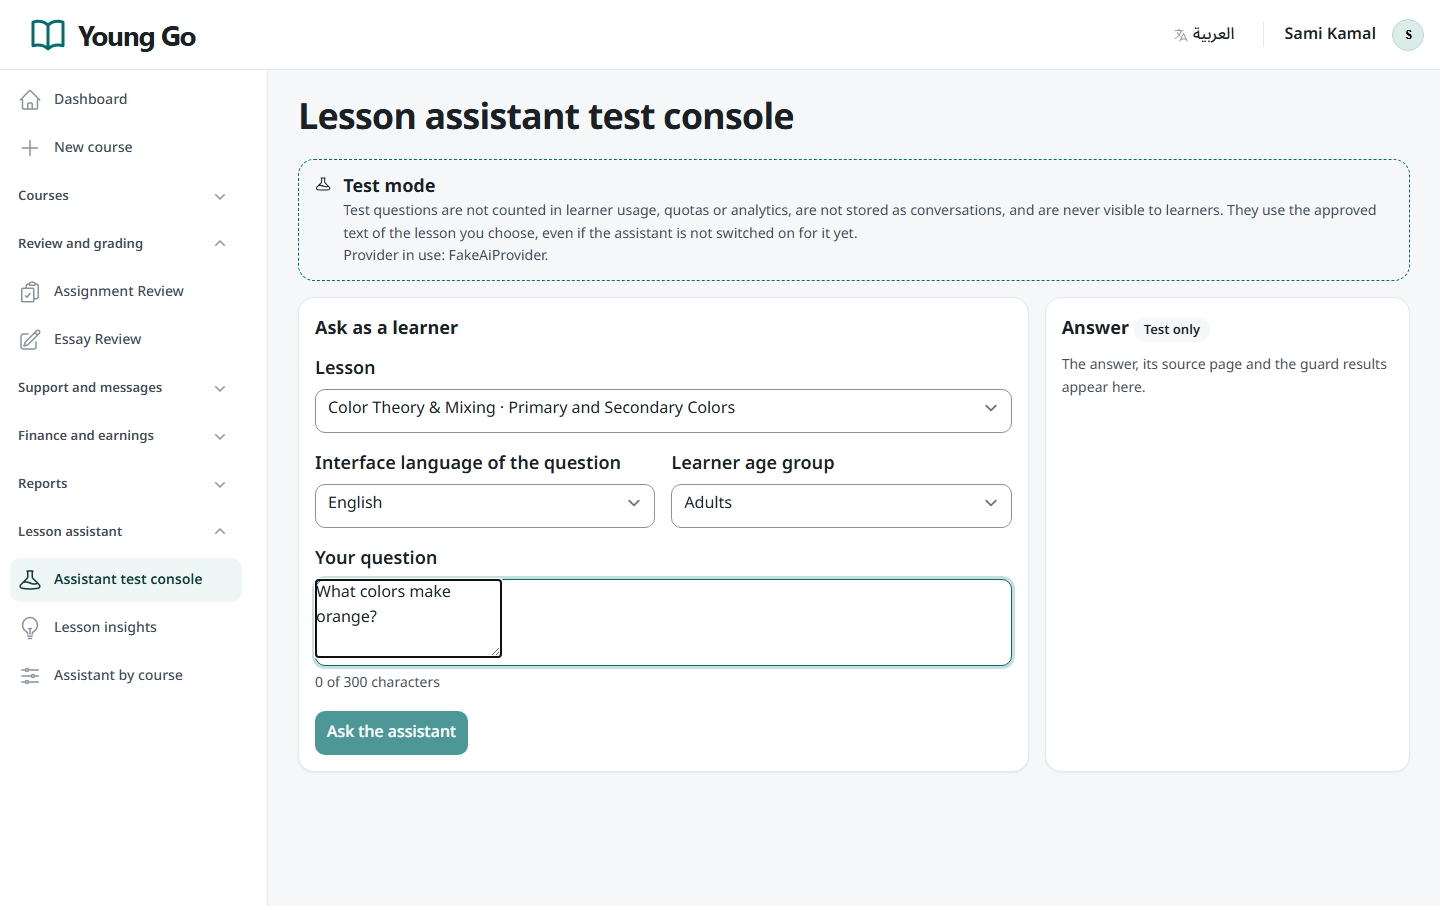 Young Go
العربية
Sami Kamal
S
Dashboard
New course
Courses
Review and grading
Assignment Review
Essay Review
Support and messages
Finance and earnings
Reports
Lesson assistant
Assistant test console
Lesson insights
Assistant by course
Lesson assistant test console
Test mode
Test questions are not counted in learner usage, quotas or analytics, are not stored as conversations, and are never visible to learners. They use the approved
text of the lesson you choose, even if the assistant is not switched on for it yet.
Provider in use: FakeAiProvider.
Ask as a learner
Lesson
Color Theory & Mixing · Primary and Secondary Colors
Interface language of the question
English
Learner age group
Adults
Your question
What colors make
orange?
0 of 300 characters
Ask the assistant
Answer Test only
The answer, its source page and the guard results
appear here.